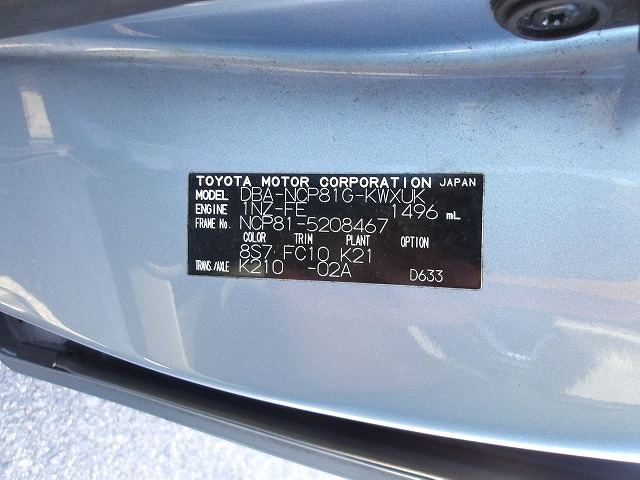 TOYOTA MOTOR CORPORATION JAPAN
MODEL DBA-NCP81G-KWXUK
ENGINE 1NZ-FE 1496 mL
FRAME No. NCP81-5208467
COLOR TRIM PLANT OPTION
8S7 FC10 K21
TRANS./AXLE K210 -02A D633